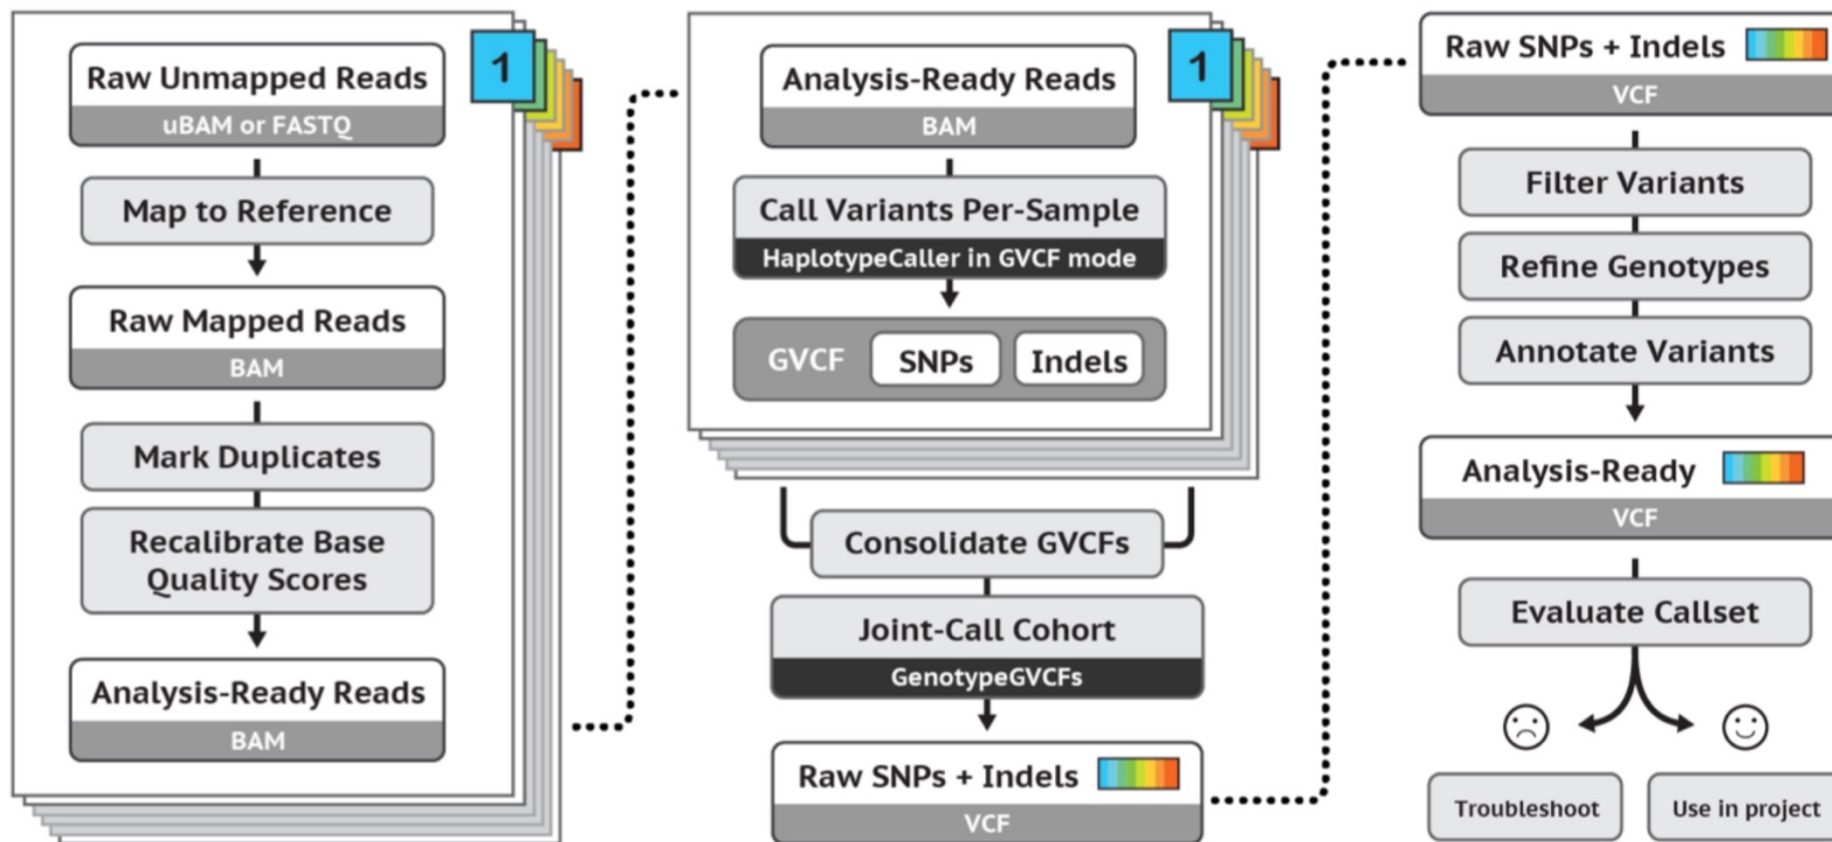 Raw Unmapped Reads
uBAM or FASTQ
1
Map to Reference
Raw Mapped Reads
BAM
Mark Duplicates
Recalibrate Base
Quality Scores
Analysis-Ready Reads
BAM
Analysis-Ready Reads
BAM
1
Call Variants Per-Sample
HaplotypeCaller in GVCF mode
GVCF SNPs Indels
Consolidate GVCFs
Joint-Call Cohort
GenotypeGVCFs
Raw SNPs + Indels
VCF
Raw SNPs + Indels
VCF
Filter Variants
Refine Genotypes
Annotate Variants
Analysis-Ready
VCF
Evaluate Callset
Troubleshoot
Use in project